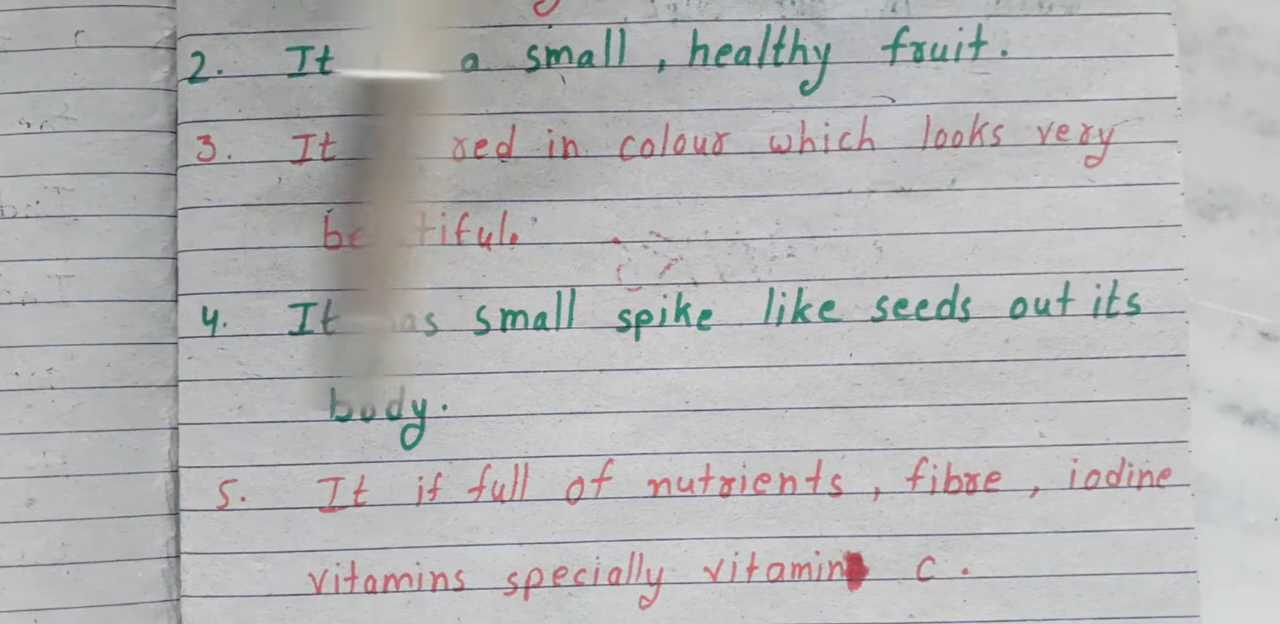 2. It a small, healthy fruit.
3. It red in colour which looks very
4. It small spike like seeds out its
body.
5. It if full of nutrients, fibre, iodine
vitamins specially vitamin c.